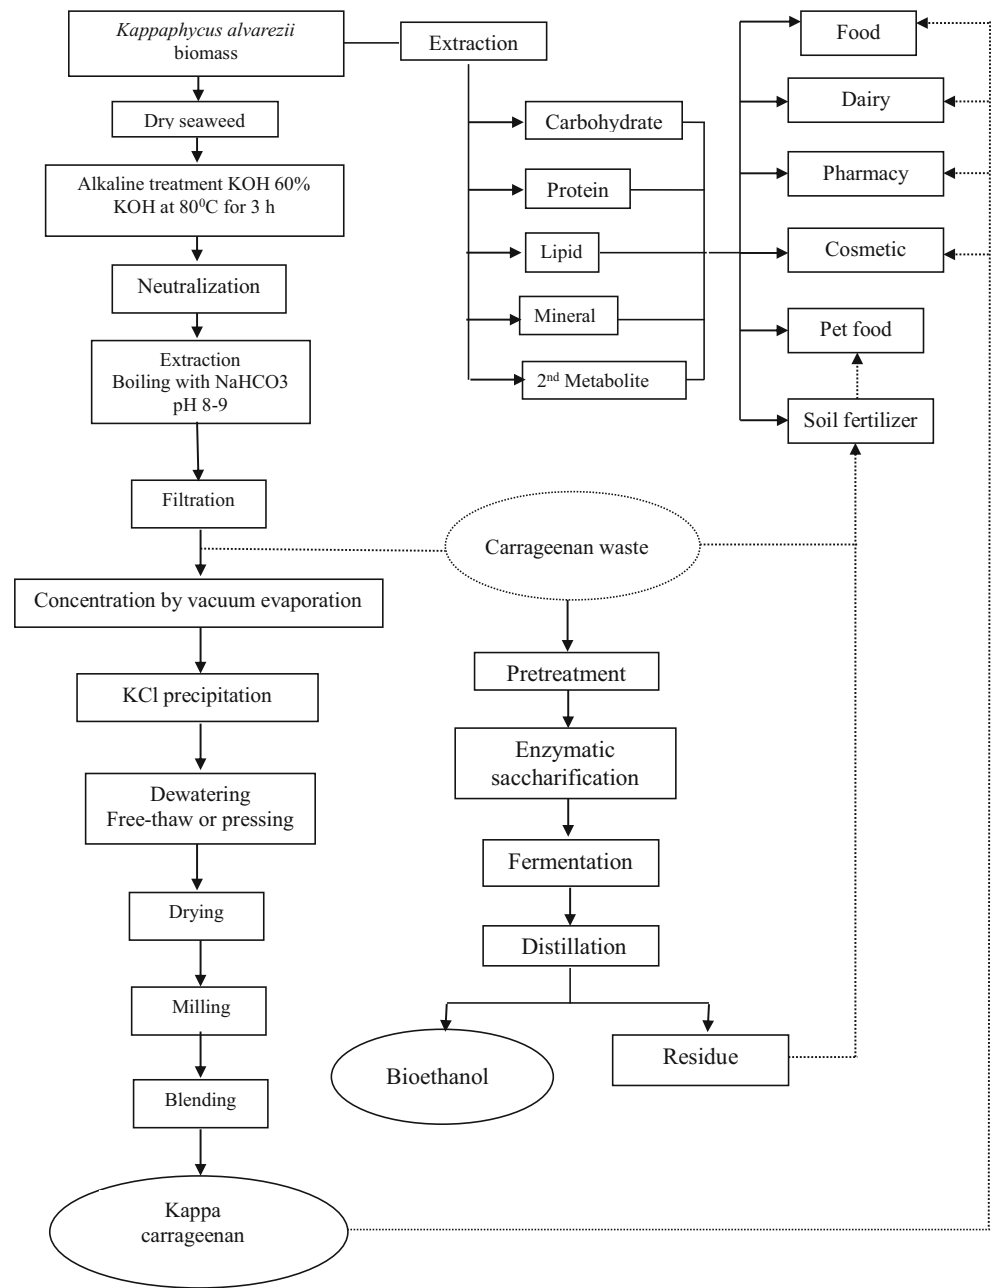 Kappaphycus alvarezii
biomass
Extraction
Food
Dry seaweed
Carbohydrate
Dairy
Alkaline treatment KOH 60%
KOH at 80⁰C for 3 h
Protein
Pharmacy
Neutralization
Lipid
Cosmetic
Mineral
Pet food
Extraction
Boiling with NaHCO3
pH 8-9
2nd Metabolite
Soil fertilizer
Filtration
Carrageenan waste
Concentration by vacuum evaporation
Pretreatment
KCl precipitation
Enzymatic
saccharification
Dewatering
Free-thaw or pressing
Fermentation
Drying
Distillation
Milling
Bioethanol
Residue
Blending
Kappa
carrageenan